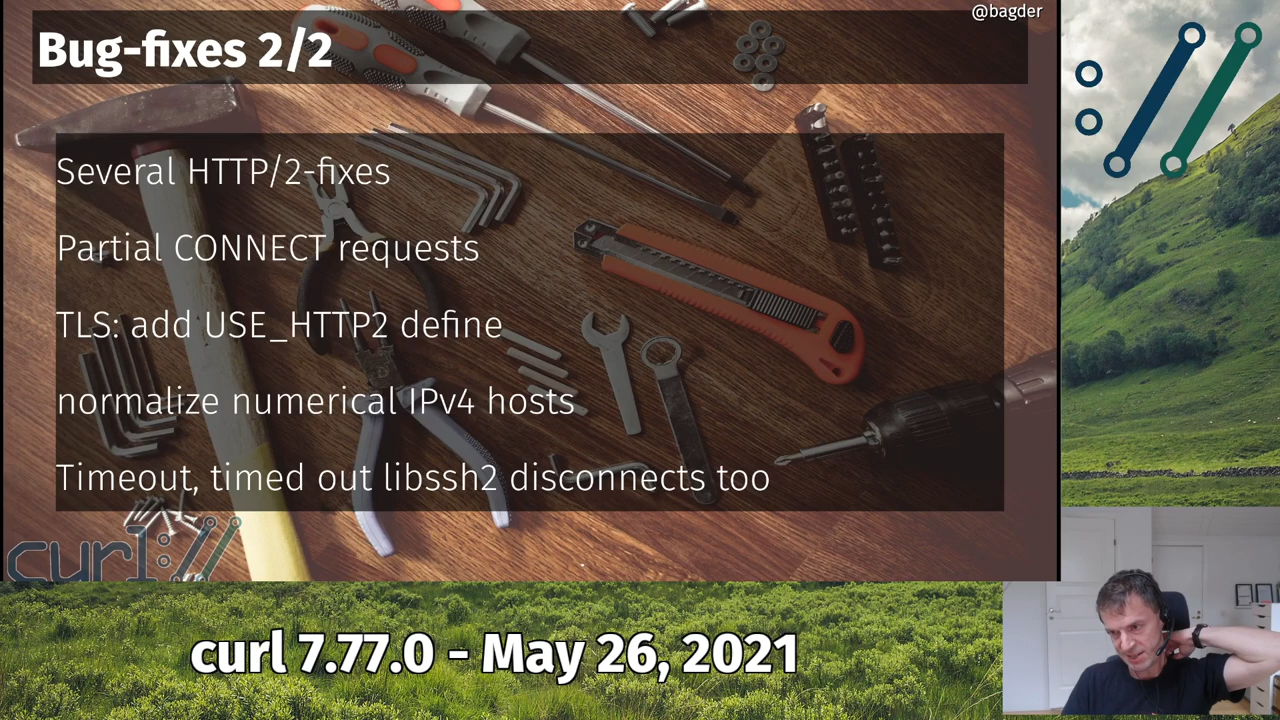 @bagder
Bug-fixes 2/2
Several HTTP/2-fixes
Partial CONNECT requests
TLS: add USE_HTTP2 define
normalize numerical IPv4 hosts
Timeout, timed out libssh2 disconnects too
curl://
curl 7.77.0 - May 26, 2021